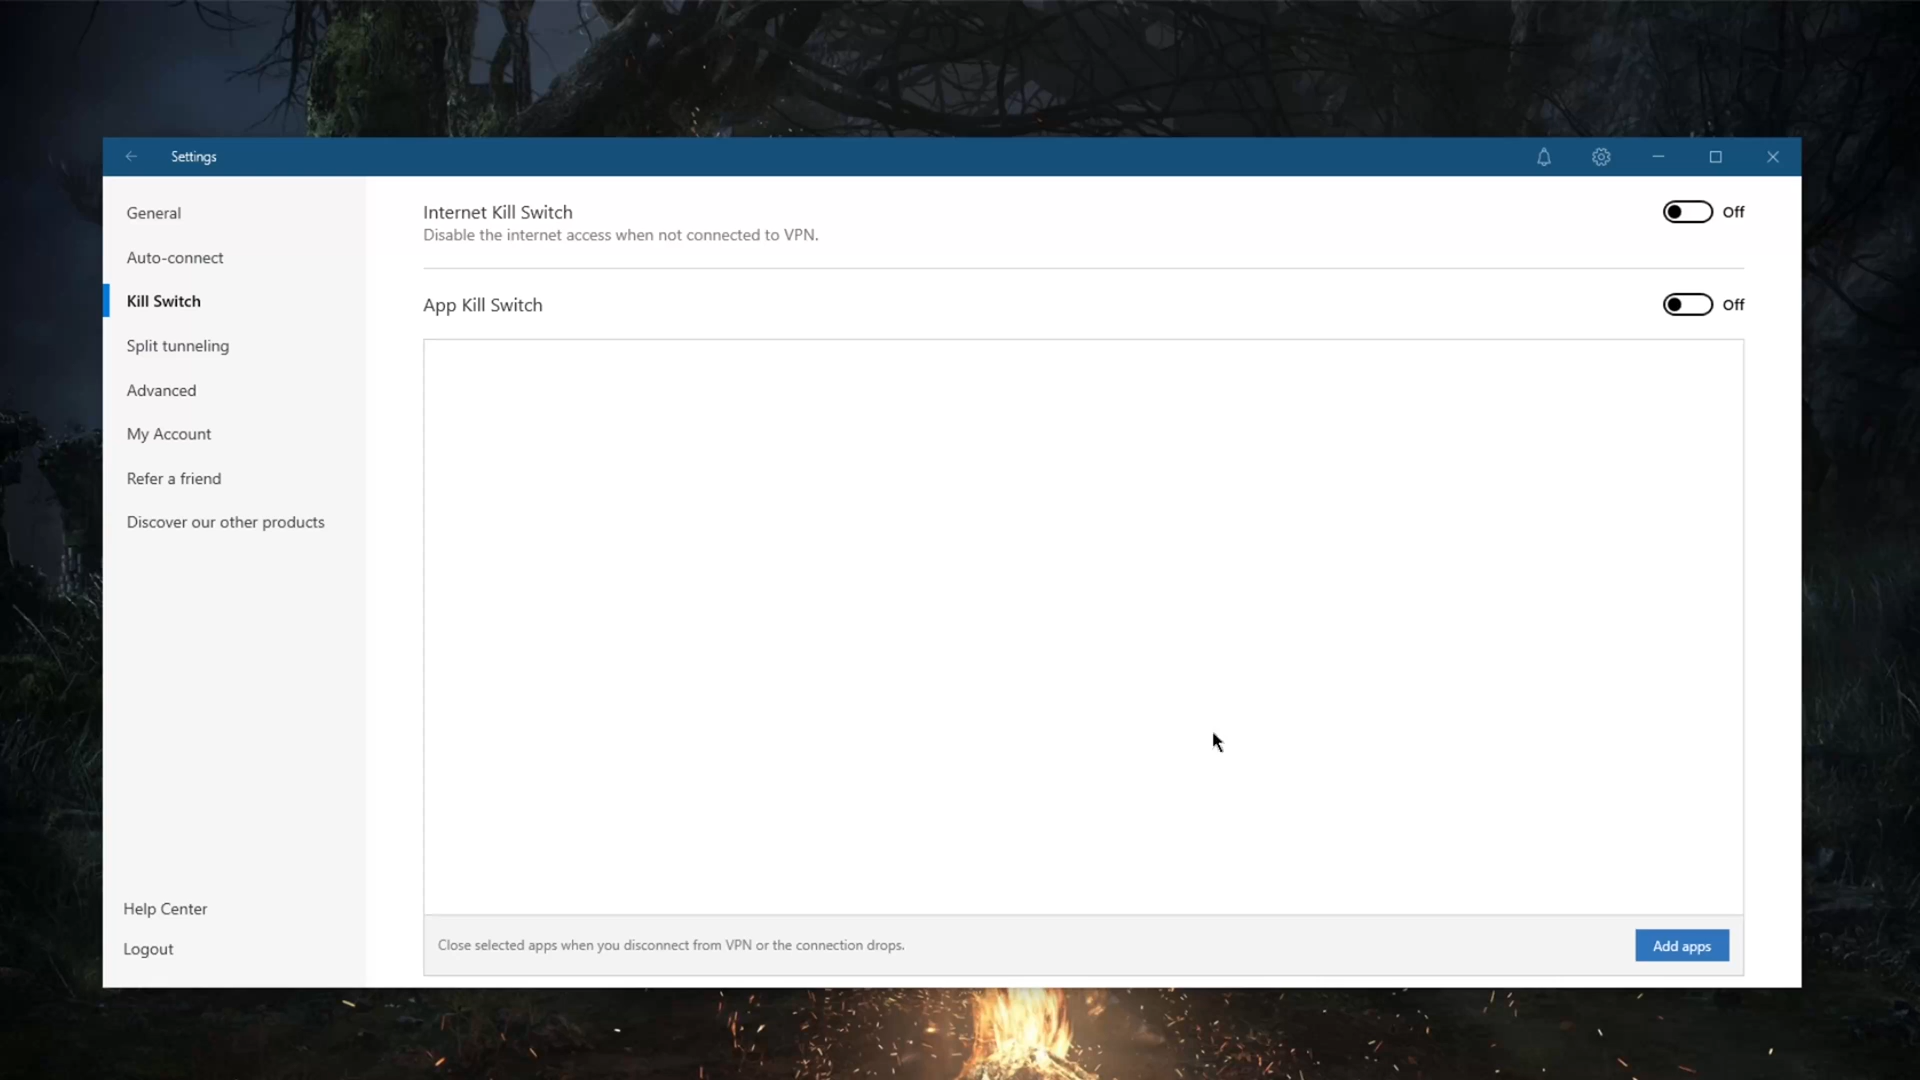 Settings
General
Auto-connect
Kill Switch
Split tunneling
Advanced
My Account
Refer a friend
Discover our other products
Help Center
Logout
Internet Kill Switch
Off
Disable the internet access when not connected to VPN.
App Kill Switch
Off
Close selected apps when you disconnect from VPN or the connection drops.
Add apps